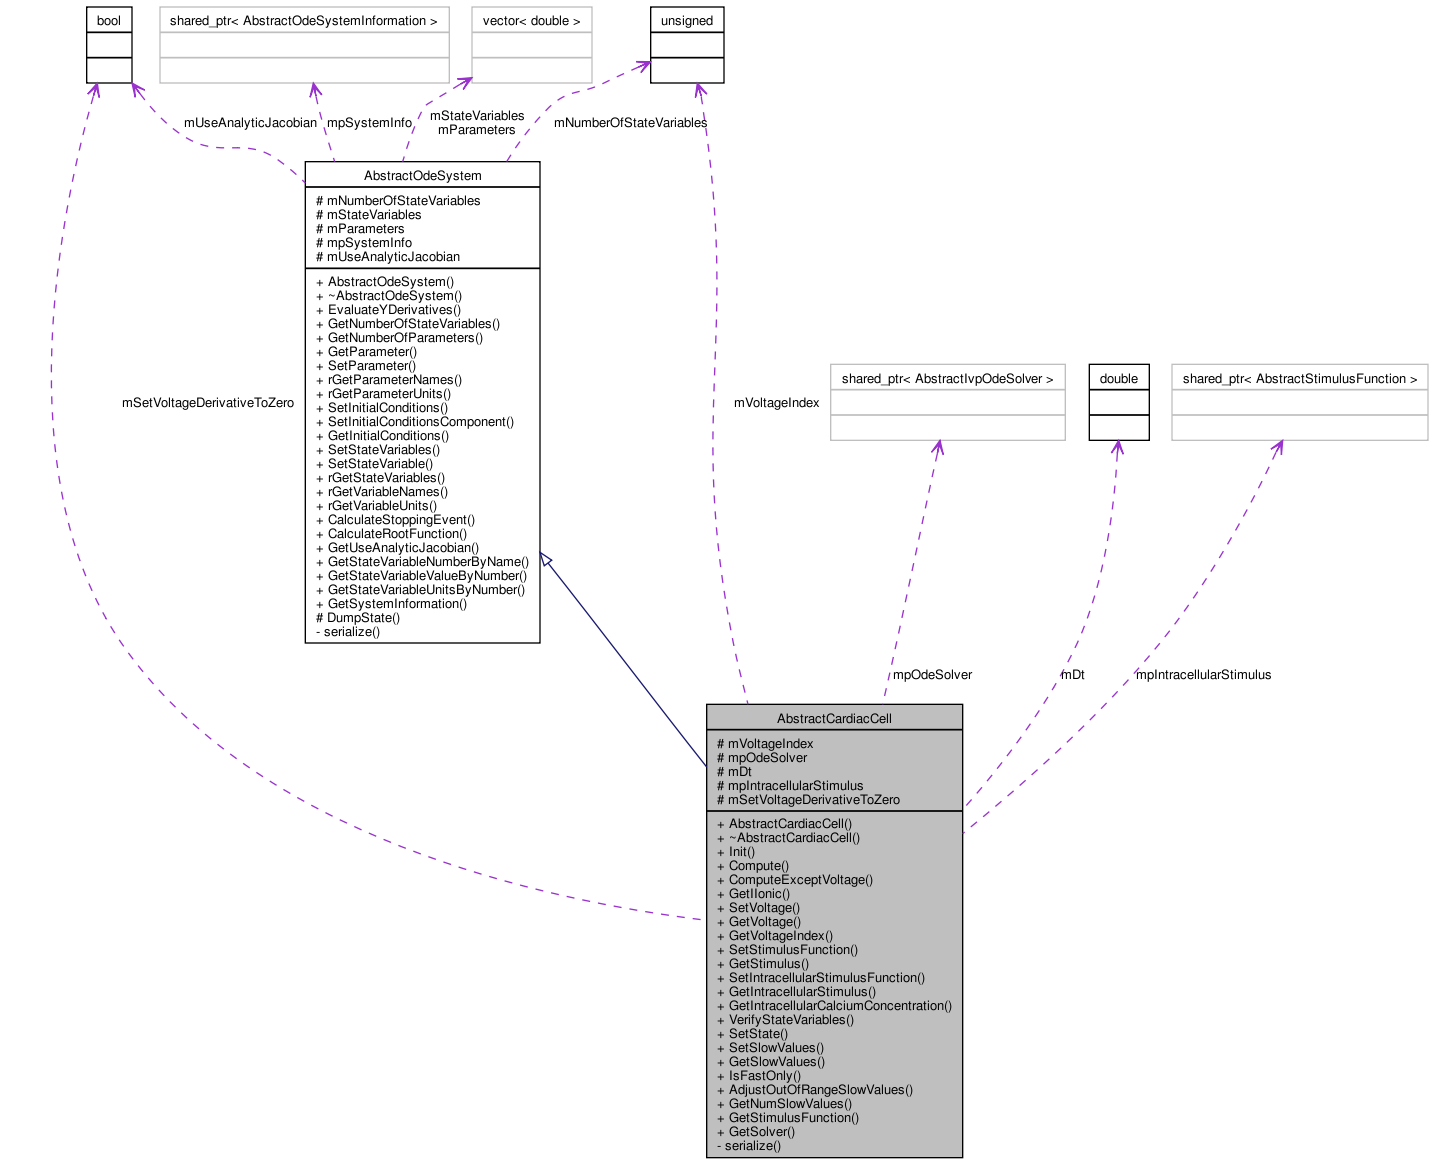 bool
shared_ptr< AbstractOdeSystemInformation >
vector< double >
unsigned
mUseAnalyticJacobian
mpSystemInfo
mStateVariables
mParameters
mNumberOfStateVariables
AbstractOdeSystem
# mNumberOfStateVariables
# mStateVariables
# mParameters
# mpSystemInfo
# mUseAnalyticJacobian
+ AbstractOdeSystem()
+ ~AbstractOdeSystem()
+ EvaluateYDerivatives()
+ GetNumberOfStateVariables()
+ GetNumberOfParameters()
+ GetParameter()
+ SetParameter()
+ rGetParameterNames()
+ rGetParameterUnits()
+ SetInitialConditions()
+ SetInitialConditionsComponent()
+ GetInitialConditions()
+ SetStateVariables()
+ SetStateVariable()
+ rGetStateVariables()
+ rGetVariableNames()
+ rGetVariableUnits()
+ CalculateStoppingEvent()
+ CalculateRootFunction()
+ GetUseAnalyticJacobian()
+ GetStateVariableNumberByName()
+ GetStateVariableValueByNumber()
+ GetStateVariableUnitsByNumber()
+ GetSystemInformation()
# DumpState()
- serialize()
mSetVoltageDerivativeToZero
mVoltageIndex
shared_ptr< AbstractIvpOdeSolver >
double
shared_ptr< AbstractStimulusFunction >
mpOdeSolver
mDt
mpIntracellularStimulus
AbstractCardiacCell
# mVoltageIndex
# mpOdeSolver
# mDt
# mpIntracellularStimulus
# mSetVoltageDerivativeToZero
+ AbstractCardiacCell()
+ ~AbstractCardiacCell()
+ Init()
+ Compute()
+ ComputeExceptVoltage()
+ GetIIonic()
+ SetVoltage()
+ GetVoltage()
+ GetVoltageIndex()
+ SetStimulusFunction()
+ GetStimulus()
+ SetIntracellularStimulusFunction()
+ GetIntracellularStimulus()
+ GetIntracellularCalciumConcentration()
+ VerifyStateVariables()
+ SetState()
+ SetSlowValues()
+ GetSlowValues()
+ IsFastOnly()
+ AdjustOutOfRangeSlowValues()
+ GetNumSlowValues()
+ GetStimulusFunction()
+ GetSolver()
- serialize()